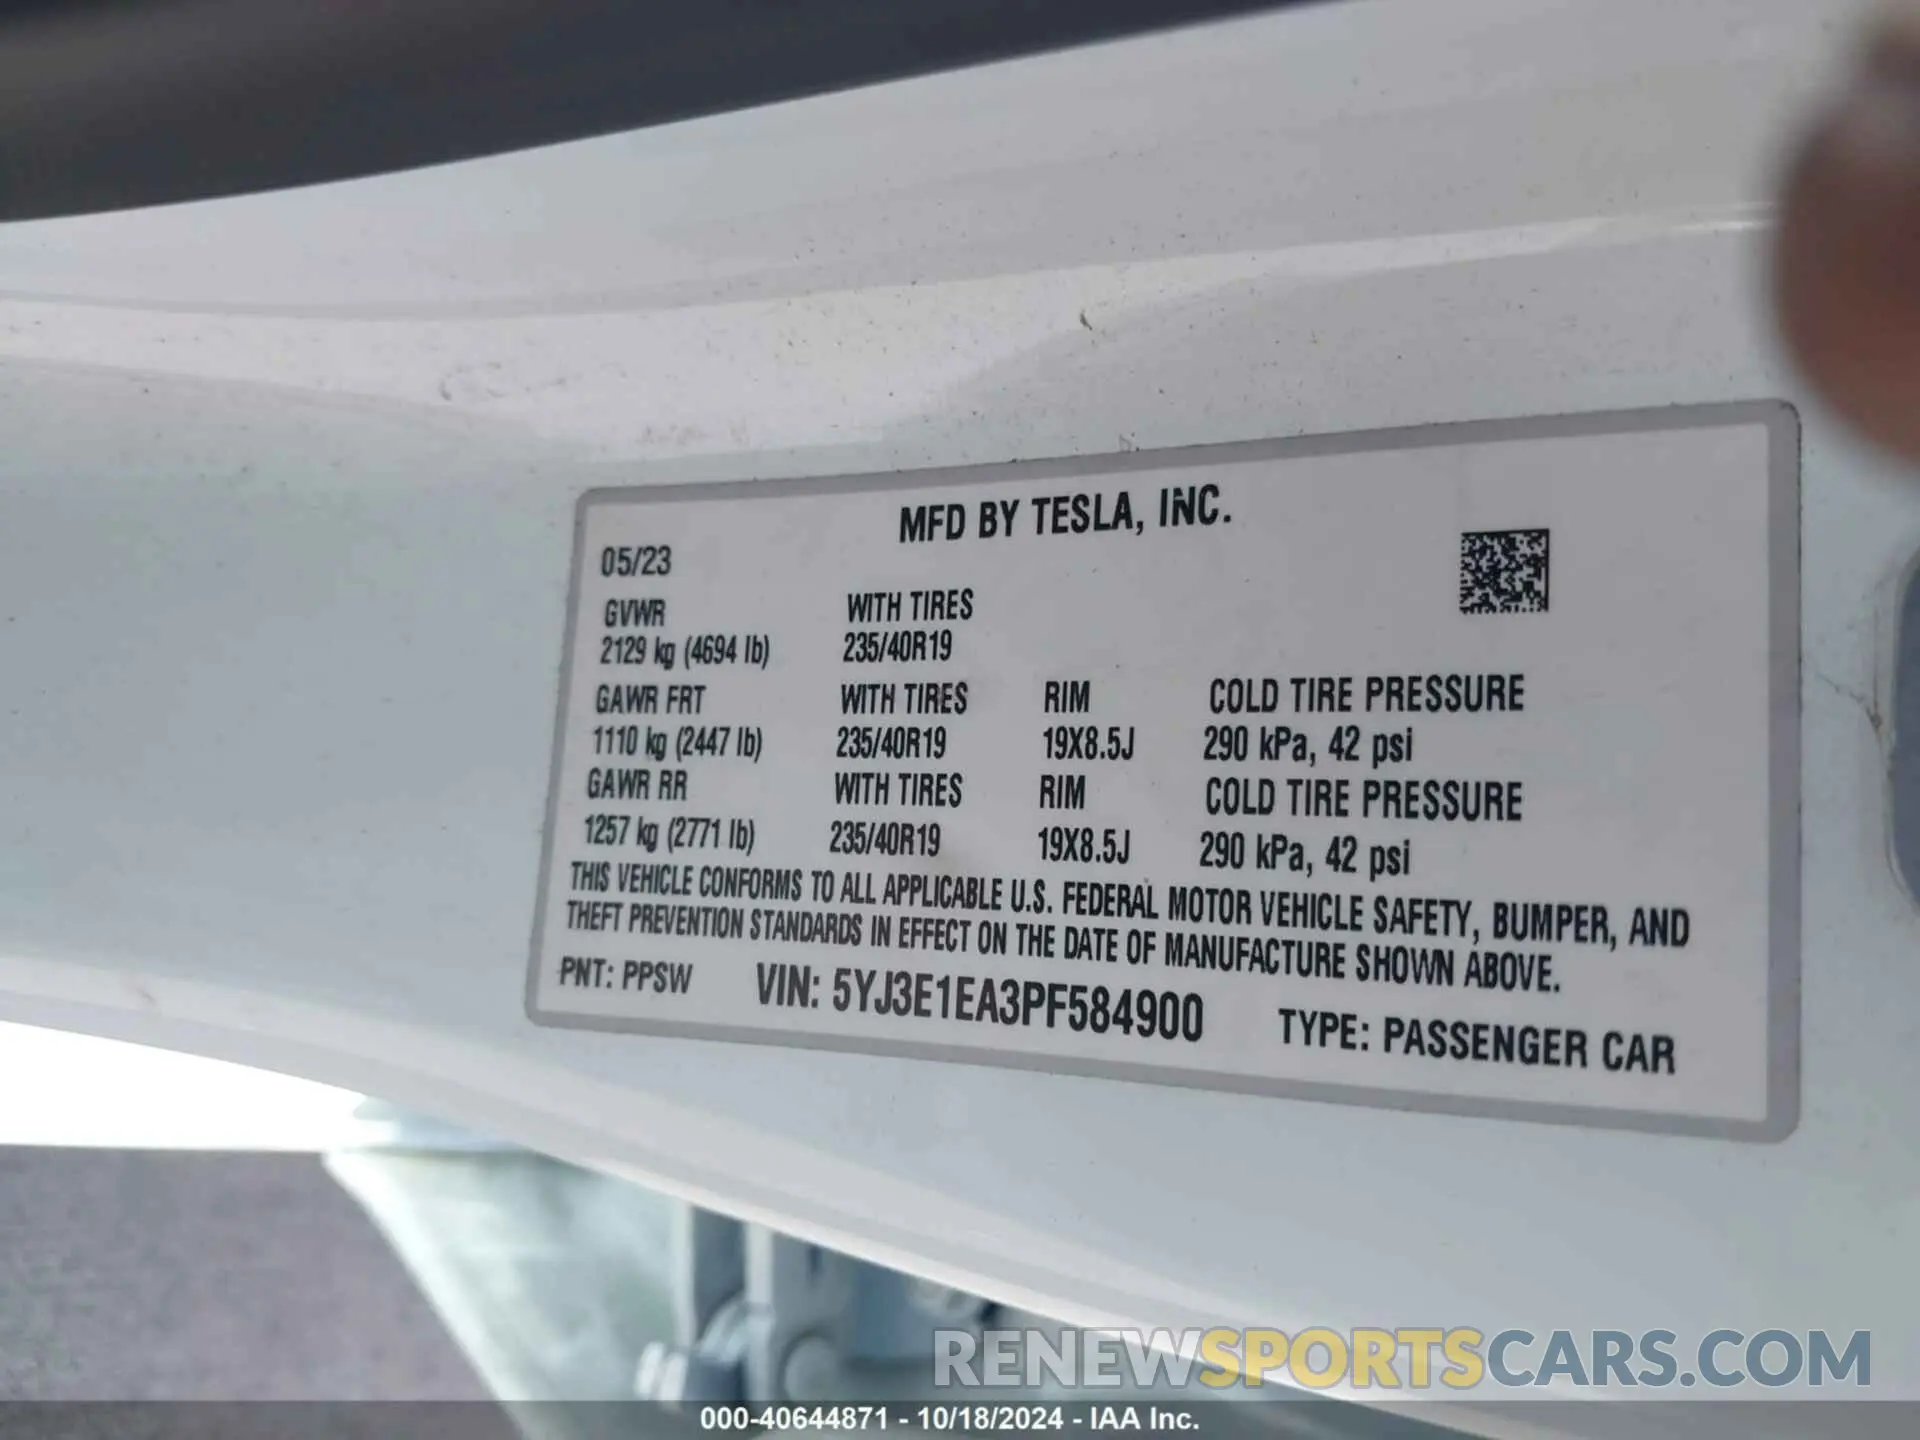 MFD BY TESLA, INC.
05/23
GVWR WITH TIRES
2129 kg (4694 lb) 235/40R19
GAWR FRT WITH TIRES RIM COLD TIRE PRESSURE
1110 kg (2447 lb) 235/40R19 19X8.5J 290 kPa, 42 psi
GAWR RR WITH TIRES RIM COLD TIRE PRESSURE
1257 kg (2771 lb) 235/40R19 19X8.5J 290 kPa, 42 psi
THIS VEHICLE CONFORMS TO ALL APPLICABLE U.S. FEDERAL MOTOR VEHICLE SAFETY, BUMPER, AND
THEFT PREVENTION STANDARDS IN EFFECT ON THE DATE OF MANUFACTURE SHOWN ABOVE.
PNT: PPSW VIN: 5YJ3E1EA3PF584900 TYPE: PASSENGER CAR
RENEWSPORTSCARS.COM
000-40644871 - 10/18/2024 - IAA Inc.